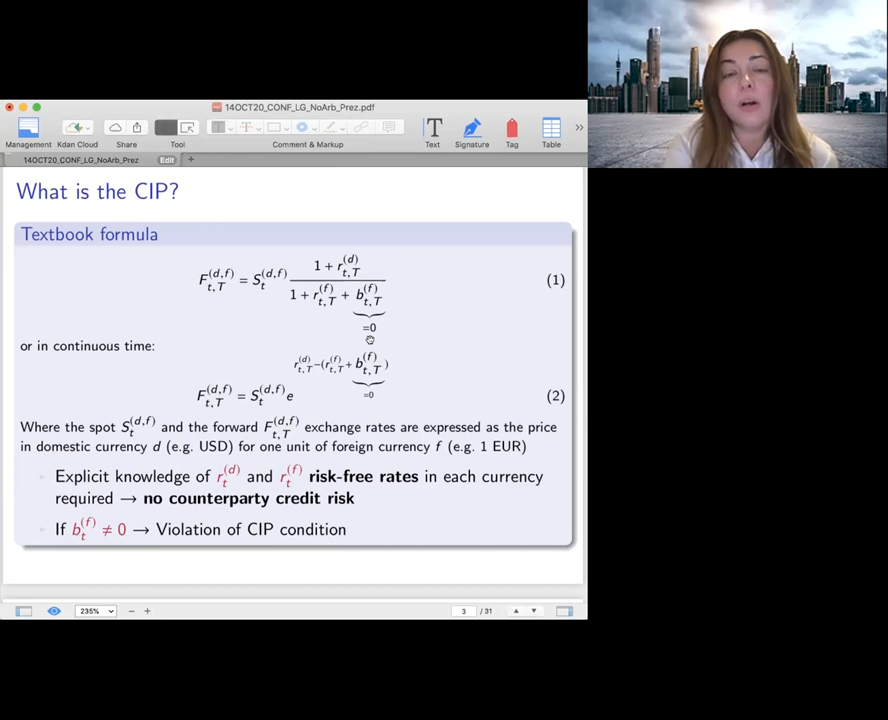 14OCT20_CONF_LG_NoArb_Prez.pdf
Management Kdan Cloud Share Tool Comment & Markup Text Signature Tag Table
14OCT20_CONF_LG_NoArb_Prez Edit
What is the CIP?
Textbook formula
F_{t,T}^{(d,f)} = S_t^{(d,f)} \frac{1 + r_{t,T}^{(d)}}{1 + r_{t,T}^{(f)} + \underbrace{b_{t,T}^{(f)}}_{=0}} (1)
or in continuous time:
F_{t,T}^{(d,f)} = S_t^{(d,f)} e^{r_{t,T}^{(d)} - (r_{t,T}^{(f)} + \underbrace{b_{t,T}^{(f)}}_{=0})} (2)
Where the spot S_t^{(d,f)} and the forward F_{t,T}^{(d,f)} exchange rates are expressed as the price
in domestic currency d (e.g. USD) for one unit of foreign currency f (e.g. 1 EUR)
Explicit knowledge of r_t^{(d)} and r_t^{(f)} risk-free rates in each currency
required → no counterparty credit risk
If b_t^{(f)} ≠ 0 → Violation of CIP condition
235% 3 / 31